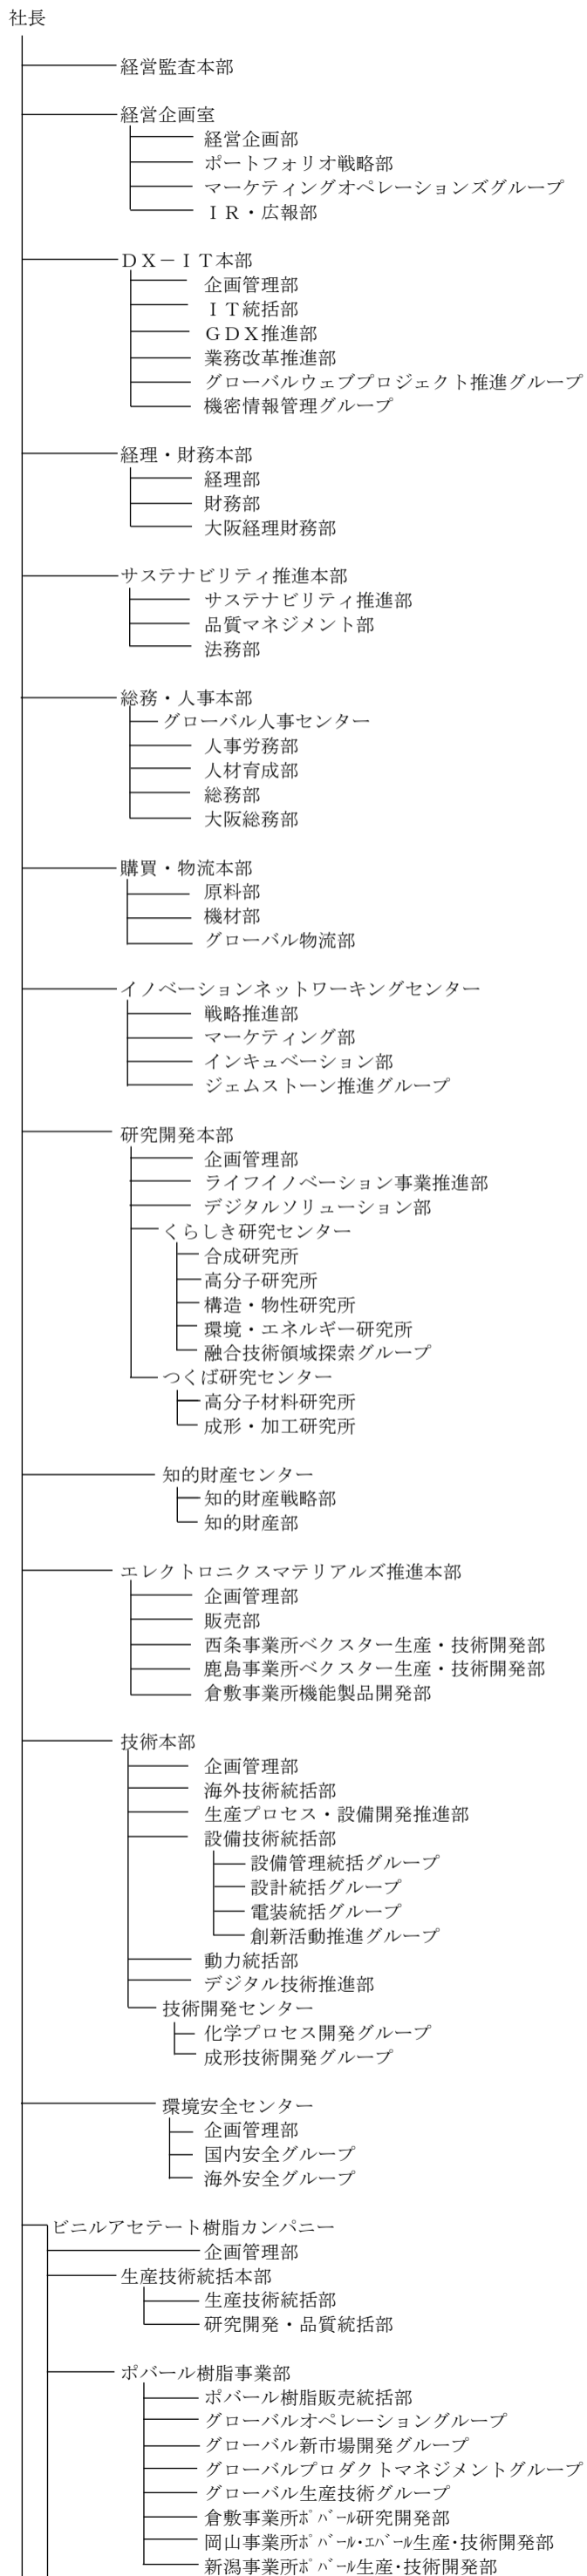 社長
経営監査本部
経営企画室
経営企画部
ポートフォリオ戦略部
マーケティングオペレーションズグループ
ＩＲ・広報部
ＤＸ－ＩＴ本部
企画管理部
ＩＴ統括部
ＧＤＸ推進部
業務改革推進部
グローバルウェブプロジェクト推進グループ
機密情報管理グループ
経理・財務本部
経理部
財務部
大阪経理財務部
サステナビリティ推進本部
サステナビリティ推進部
品質マネジメント部
法務部
総務・人事本部
グローバル人事センター
人事労務部
人材育成部
総務部
大阪総務部
購買・物流本部
原料部
機材部
グローバル物流部
イノベーションネットワーキングセンター
戦略推進部
マーケティング部
インキュベーション部
ジェムストーン推進グループ
研究開発本部
企画管理部
ライフイノベーション事業推進部
デジタルソリューション部
くらしき研究センター
合成研究所
高分子研究所
構造・物性研究所
環境・エネルギー研究所
融合技術領域探索グループ
つくば研究センター
高分子材料研究所
成形・加工研究所
知的財産センター
知的財産戦略部
知的財産部
エレクトロニクスマテリアルズ推進本部
企画管理部
販売部
西条事業所ベクスター生産・技術開発部
鹿島事業所ベクスター生産・技術開発部
倉敷事業所機能製品開発部
技術本部
企画管理部
海外技術統括部
生産プロセス・設備開発推進部
設備技術統括部
設備管理統括グループ
設計統括グループ
電装統括グループ
創新活動推進グループ
動力統括部
デジタル技術推進部
技術開発センター
化学プロセス開発グループ
成形技術開発グループ
環境安全センター
企画管理部
国内安全グループ
海外安全グループ
ビニルアセテート樹脂カンパニー
企画管理部
生産技術統括本部
生産技術統括部
研究開発・品質統括部
ポバール樹脂事業部
ポバール樹脂販売統括部
グローバルオペレーショングループ
グローバル新市場開発グループ
グローバルプロダクトマネジメントグループ
グローバル生産技術グループ
倉敷事業所ﾎﾟﾊﾞｰﾙ研究開発部
岡山事業所ﾎﾟﾊﾞｰﾙ・ｴﾊﾞｰﾙ生産・技術開発部
新潟事業所ﾎﾟﾊﾞｰﾙ生産・技術開発部